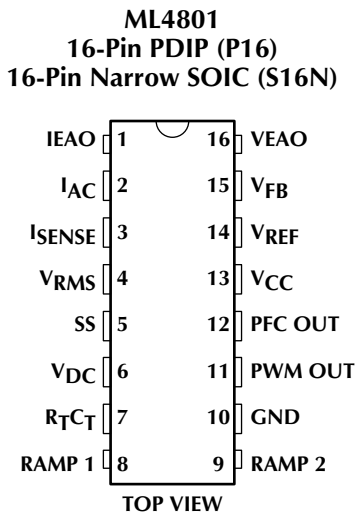 ML4801
16-Pin PDIP (P16)
16-Pin Narrow SOIC (S16N)
IEAO 1 16 VEAO
IAC 2 15 VFB
ISENSE 3 14 VREF
VRMS 4 13 VCC
SS 5 12 PFC OUT
VDC 6 11 PWM OUT
RTCT 7 10 GND
RAMP 1 8 9 RAMP 2
TOP VIEW